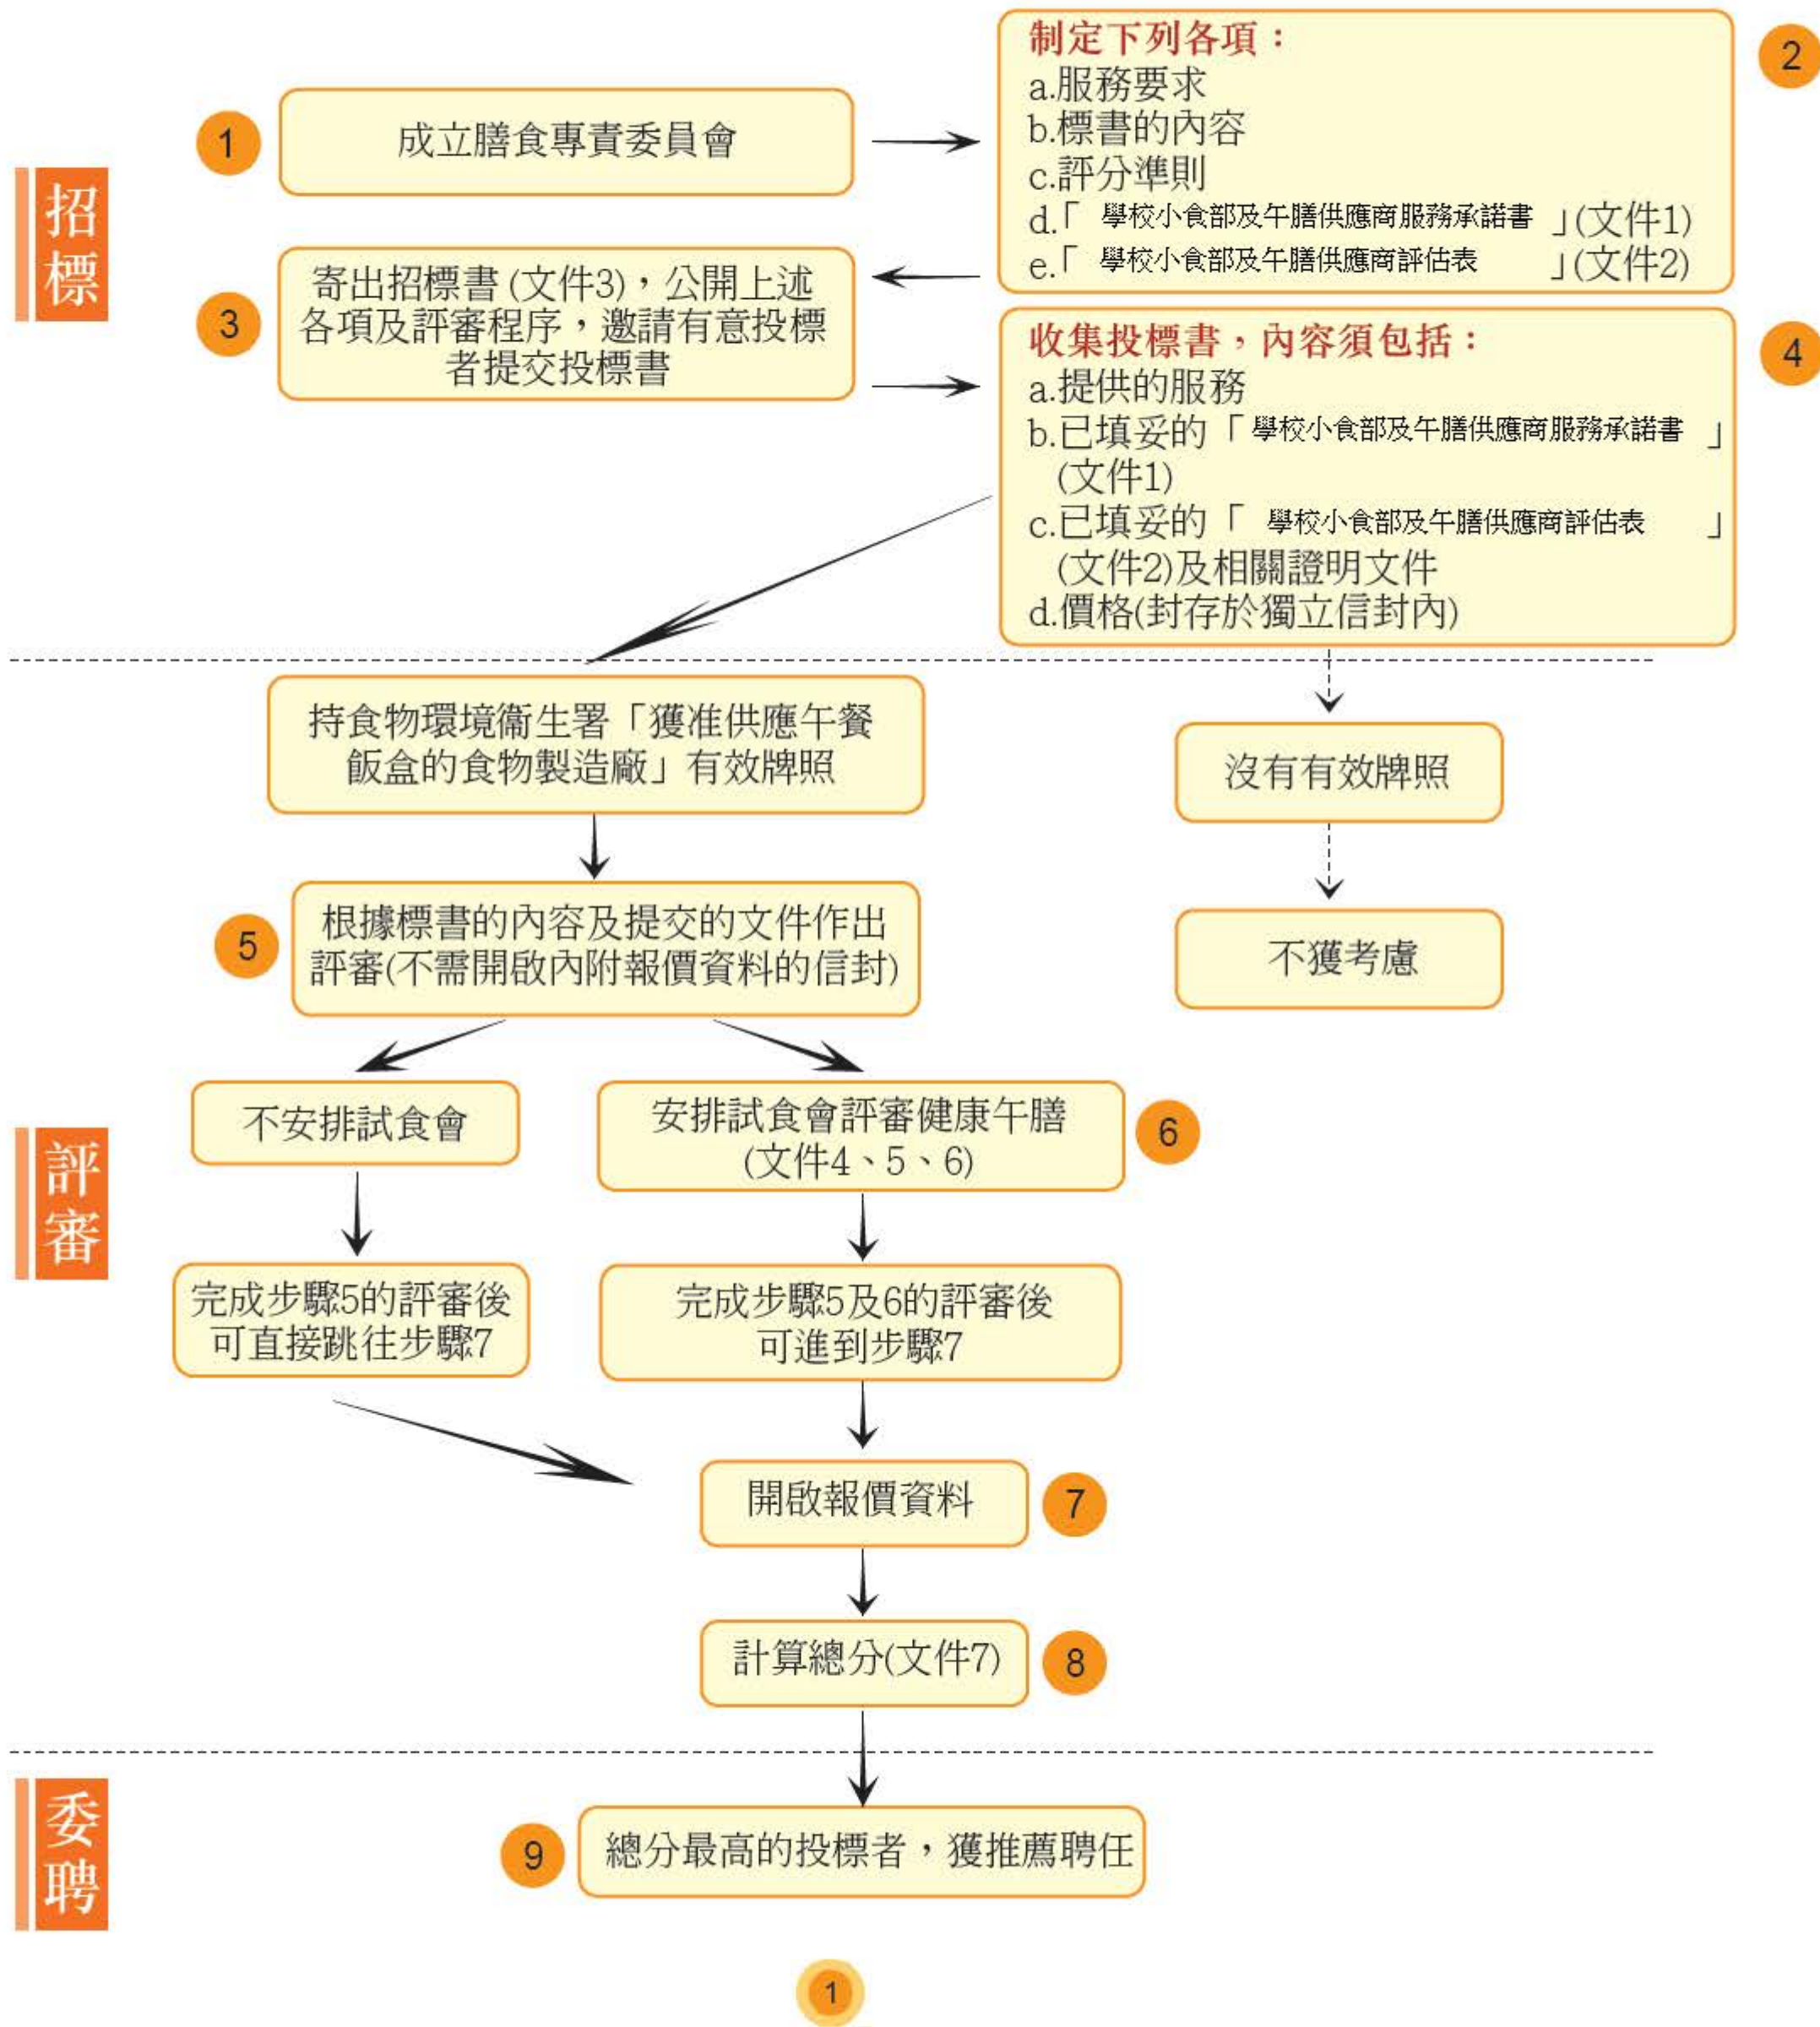 招標
1
成立膳食專責委員會
2
制定下列各項：
a.服務要求
b.標書的內容
c.評分準則
d.「 學校小食部及午膳供應商服務承諾書 」(文件1)
e.「 學校小食部及午膳供應商評估表 」(文件2)
3
寄出招標書 (文件3)，公開上述
各項及評審程序，邀請有意投標
者提交投標書
4
收集投標書，內容須包括：
a.提供的服務
b.已填妥的「 學校小食部及午膳供應商服務承諾書 」
(文件1)
c.已填妥的「 學校小食部及午膳供應商評估表 」
(文件2)及相關證明文件
d.價格(封存於獨立信封內)
評審
持食物環境衞生署「獲准供應午餐
飯盒的食物製造廠」有效牌照
沒有有效牌照
不獲考慮
5
根據標書的內容及提交的文件作出
評審(不需開啟內附報價資料的信封)
不安排試食會
安排試食會評審健康午膳
(文件4、5、6)
6
完成步驟5的評審後
可直接跳往步驟7
完成步驟5及6的評審後
可進到步驟7
開啟報價資料
7
計算總分(文件7)
8
委聘
9
總分最高的投標者，獲推薦聘任
1